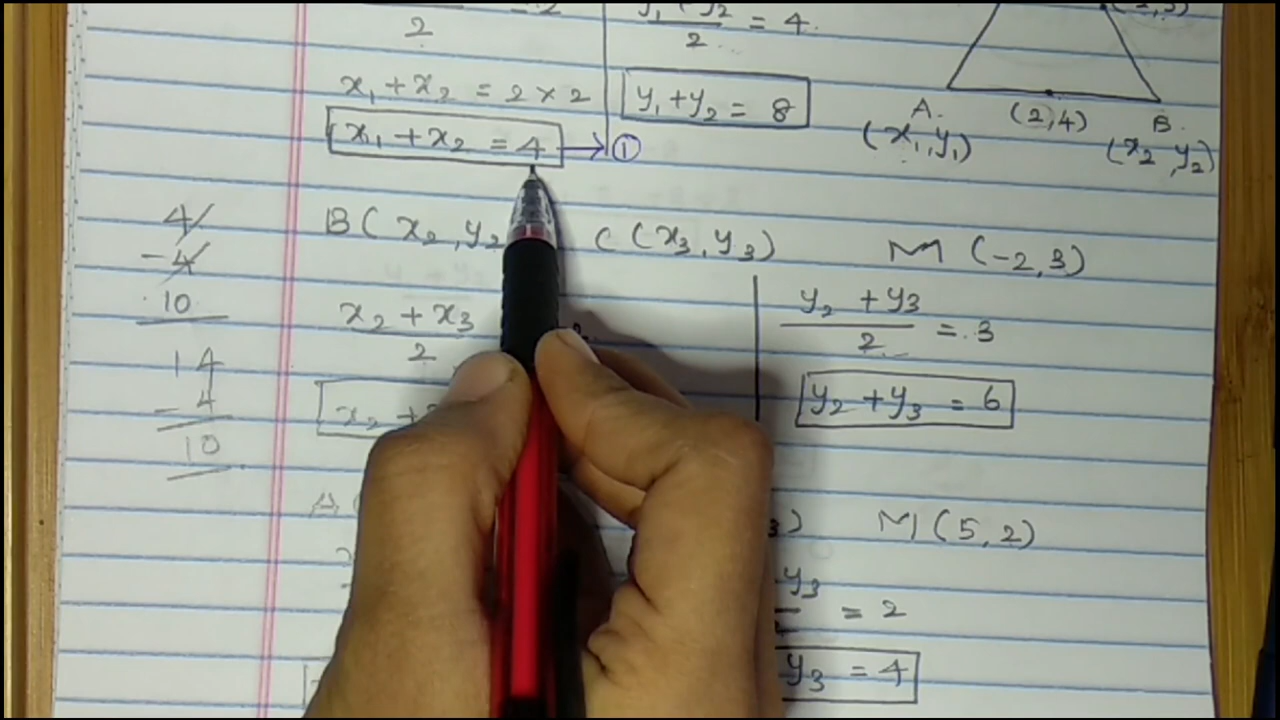 2
y₁ + y₂ / 2 = 4
x₁ + x₂ = 2 × 2
y₁ + y₂ = 8
x₁ + x₂ = 4 → ①
A
(x₁, y₁)
(2,4)
B
(x₂, y₂)
B(x₂, y₂
C(x₃, y₃)
M(-2, 3)
4
-4
10
14
- 4
10
x₂ + x₃
2
y₂ + y₃ / 2 = 3
x₂ +
y₂ + y₃ = 6
A(
3)
M(5, 2)
y₃
= 2
y₃ = 4